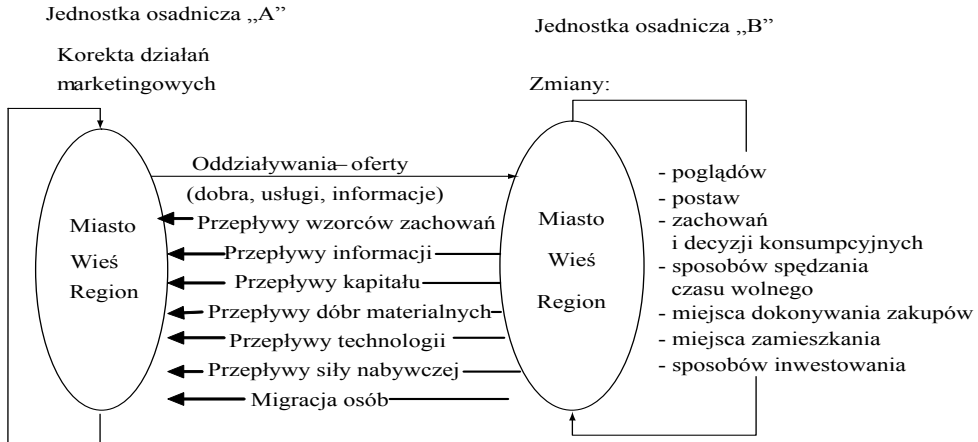 Jednostka osadnicza „A”
Jednostka osadnicza „B”
Korekta działań
marketingowych
Zmiany:
Oddziaływania– oferty
(dobra, usługi, informacje)
Przepływy wzorców zachowań
Przepływy informacji
Przepływy kapitału
Przepływy dóbr materialnych
Przepływy technologii
Przepływy siły nabywczej
Migracja osób
Miasto
Wieś
Region
Miasto
Wieś
Region
- poglądów
- postaw
- zachowań
i decyzji konsumpcyjnych
- sposobów spędzania
czasu wolnego
- miejsca dokonywania zakupów
- miejsca zamieszkania
- sposobów inwestowania